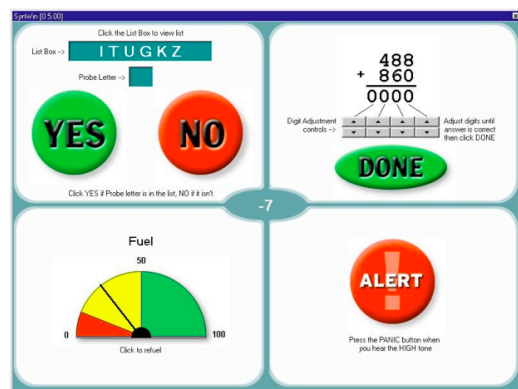 SynWin [0.5.00]
Click the List Box to view list
List Box -->
I T U G K Z
Probe Letter -->
YES
NO
Click YES if Probe letter is in the list, NO if it isn't
488
+ 860
0000
Digit Adjustment
controls ->
Adjust digits until
answer is correct
then click DONE
DONE
-7
Fuel
50
0
100
Click to refuel
ALERT
Press the PANIC button when
you hear the HIGH tone